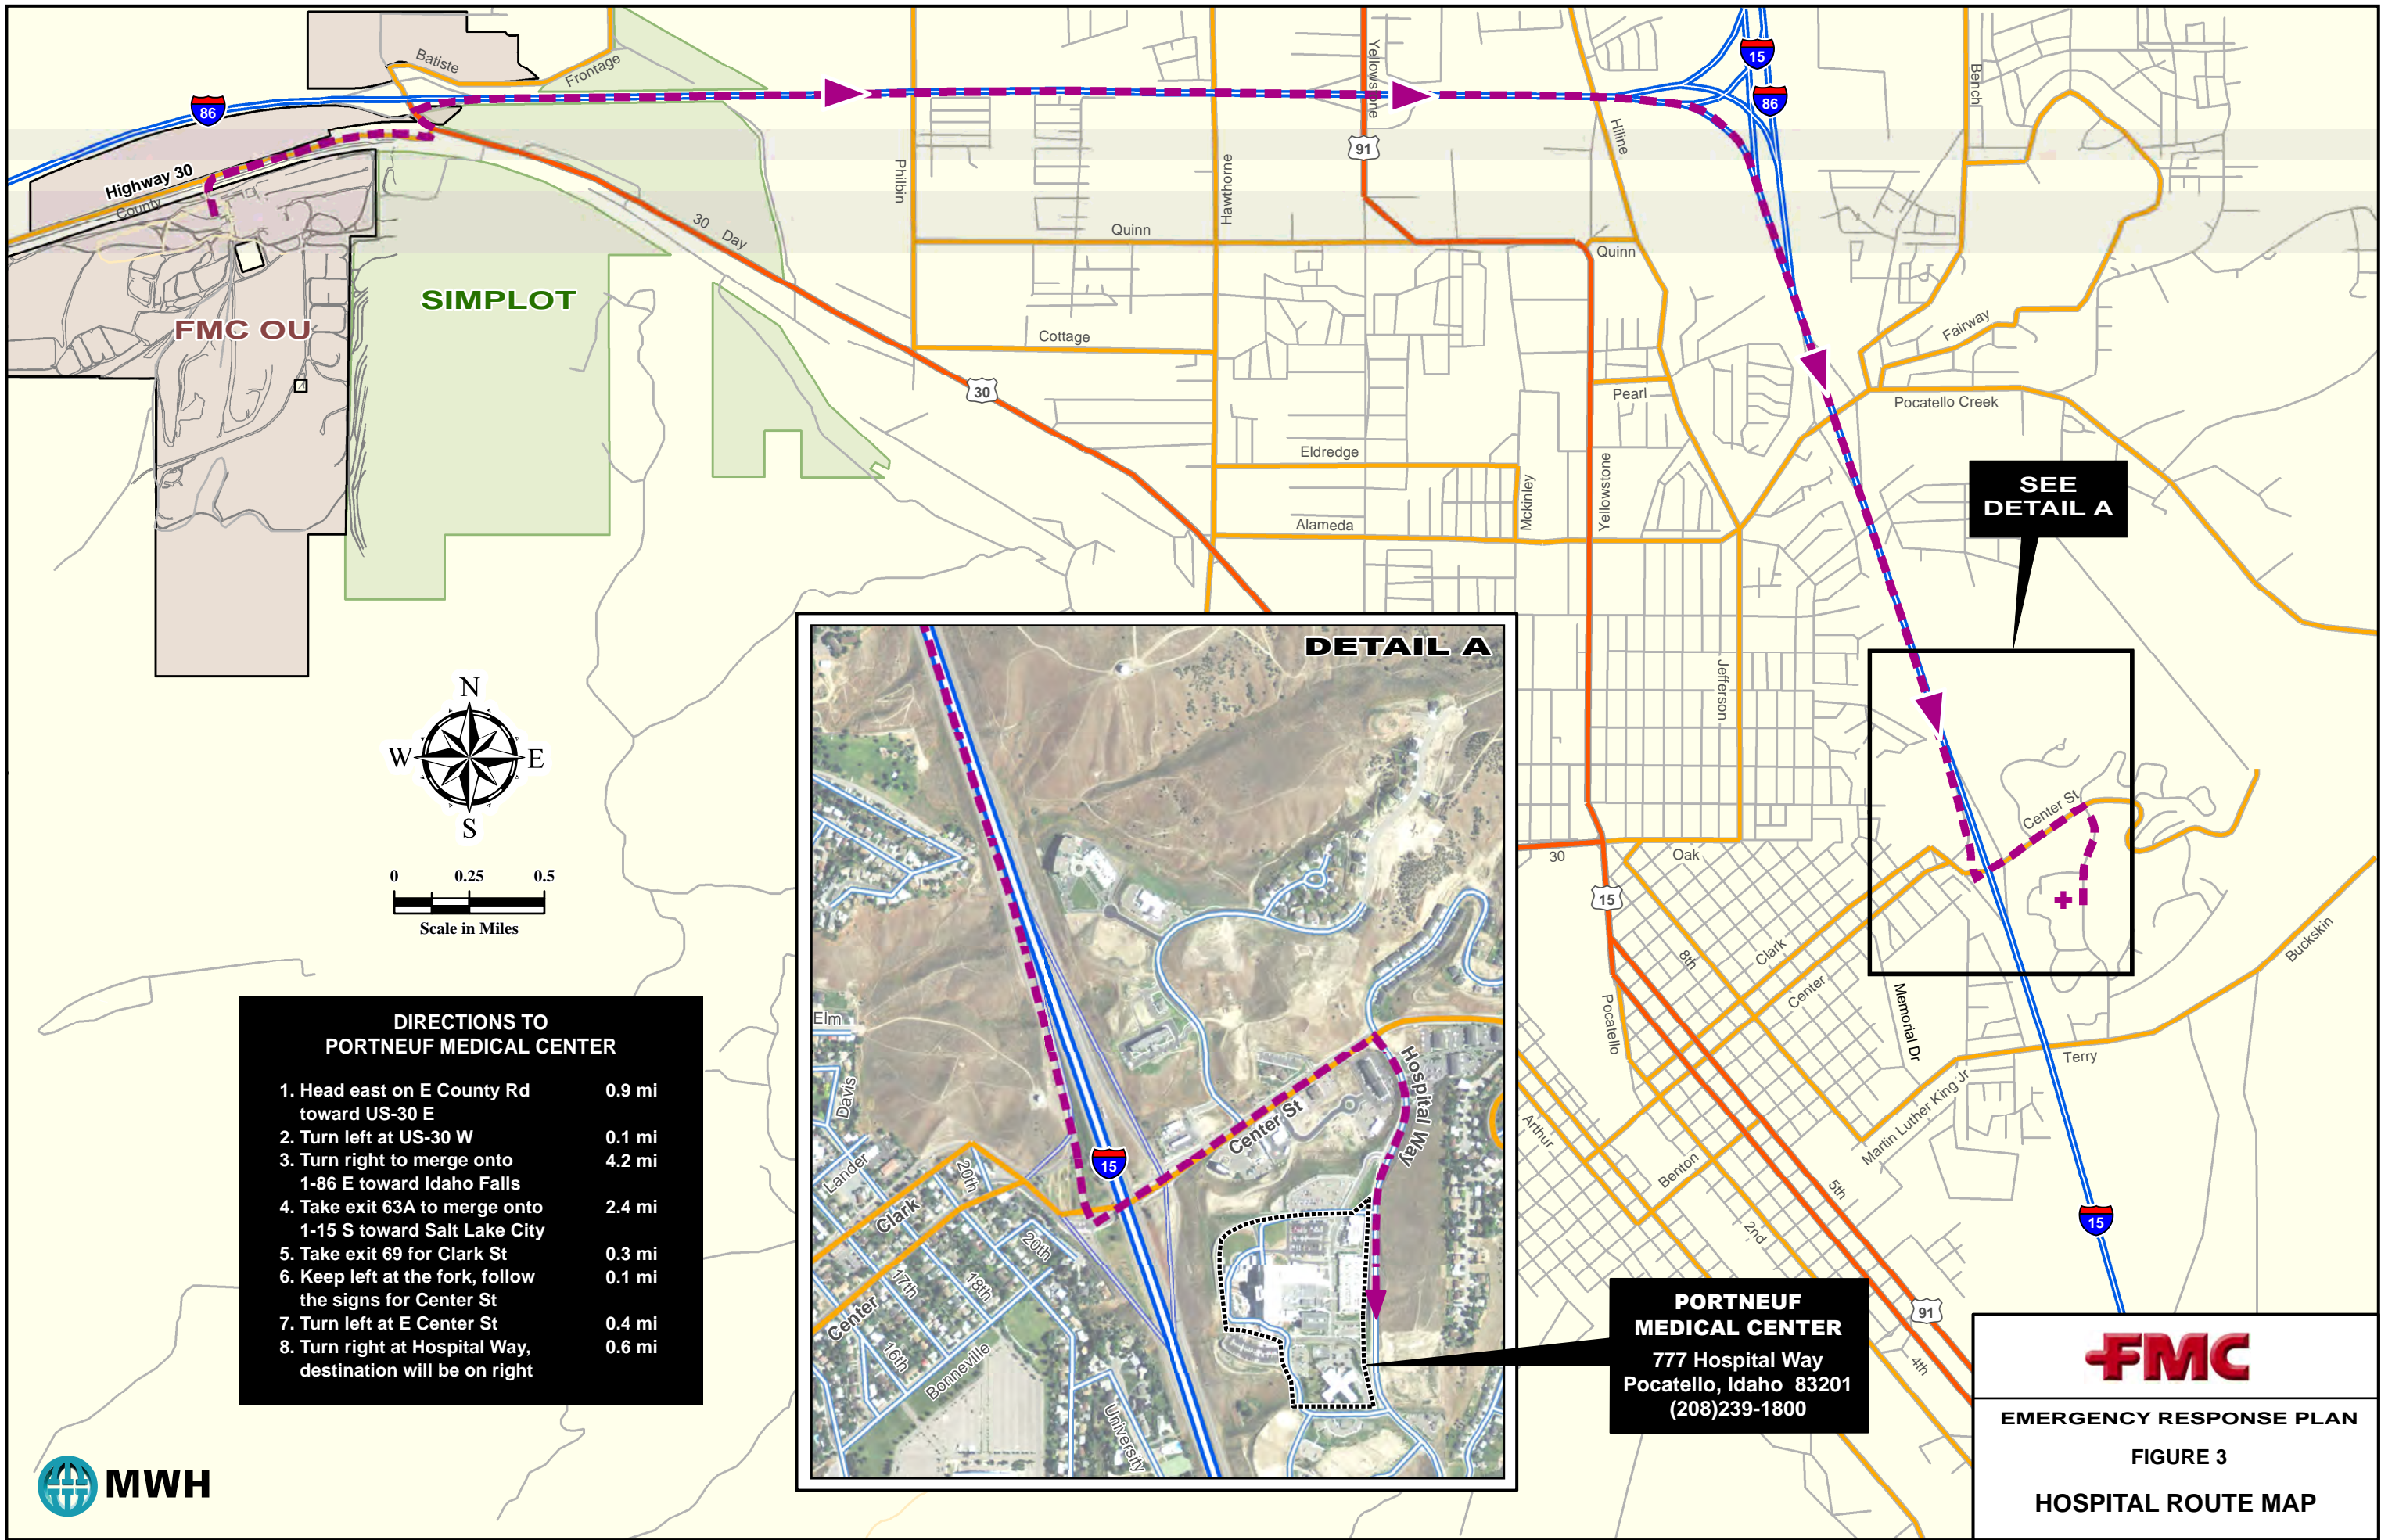 Batiste
Frontage
86
Highway 30
County
FMC OU
SIMPLOT
30 Day
30
Philbin
Hawthorne
Yellowstone
91
Hiline
15
86
Bench
Quinn
Quinn
Cottage
Pearl
Fairway
Pocatello Creek
Eldredge
Mckinley
Yellowstone
Alameda
Jefferson
SEE
DETAIL A
Center St
30
Oak
15
8th
Clark
Center
Memorial Dr
Buckskin
Pocatello
Terry
Martin Luther King Jr
Arthur
Benton
5th
2nd
15
91
4th
N
W
E
S
0 0.25 0.5
Scale in Miles
DIRECTIONS TO
PORTNEUF MEDICAL CENTER
1. Head east on E County Rd 0.9 mi
toward US-30 E
2. Turn left at US-30 W 0.1 mi
3. Turn right to merge onto 4.2 mi
1-86 E toward Idaho Falls
4. Take exit 63A to merge onto 2.4 mi
1-15 S toward Salt Lake City
5. Take exit 69 for Clark St 0.3 mi
6. Keep left at the fork, follow 0.1 mi
the signs for Center St
7. Turn left at E Center St 0.4 mi
8. Turn right at Hospital Way, 0.6 mi
destination will be on right
MWH
DETAIL A
Elm
Davis
Lander
Clark
20th
15
Center St
Hospital Way
20th
17th
18th
Center
16th
Bonneville
University
PORTNEUF
MEDICAL CENTER
777 Hospital Way
Pocatello, Idaho 83201
(208)239-1800
FMC
EMERGENCY RESPONSE PLAN
FIGURE 3
HOSPITAL ROUTE MAP